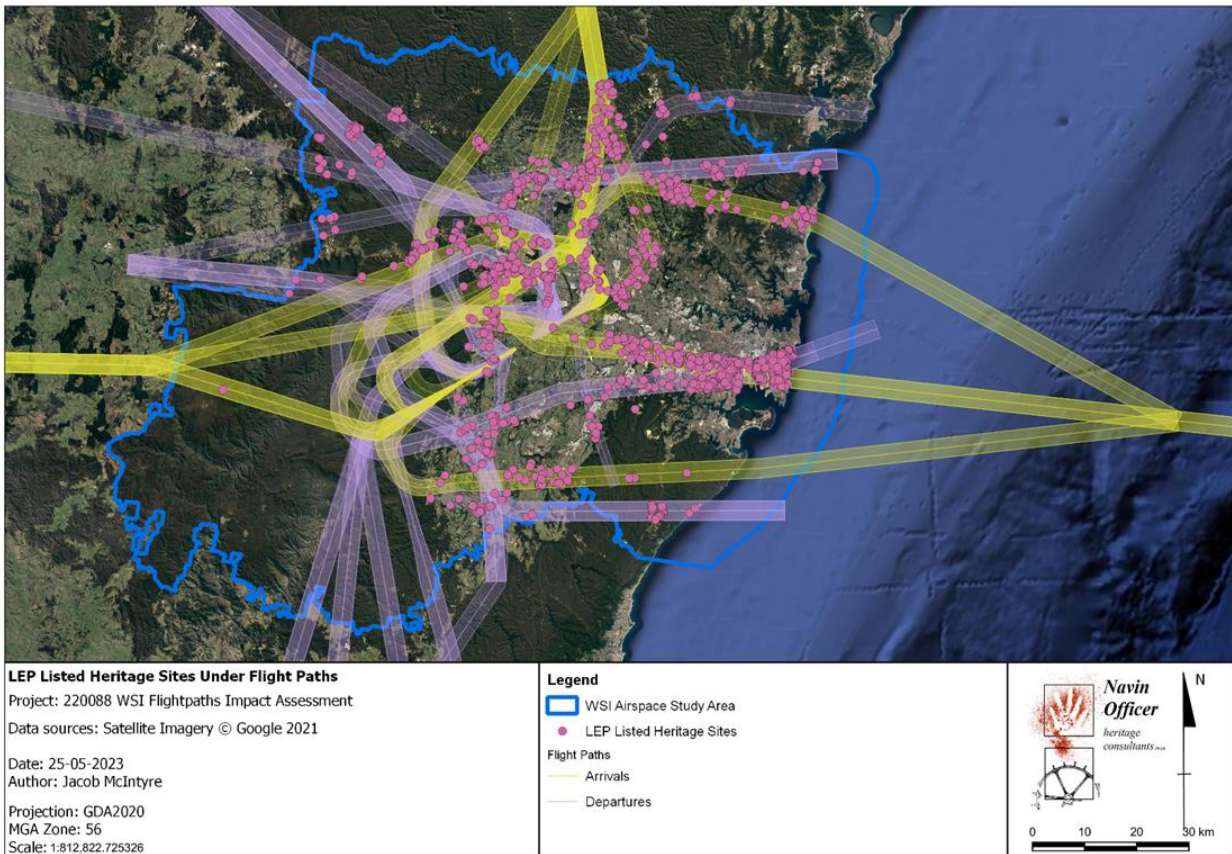 LEP Listed Heritage Sites Under Flight Paths
Project: 220088 WSI Flightpaths Impact Assessment
Data sources: Satellite Imagery © Google 2021
Date: 25-05-2023
Author: Jacob McIntyre
Projection: GDA2020
MGA Zone: 56
Scale: 1:812,822.725326
Legend
WSI Airspace Study Area
LEP Listed Heritage Sites
Flight Paths
Arrivals
Departures
Navin
Officer
heritage
consultants
N
0 10 20 30 km